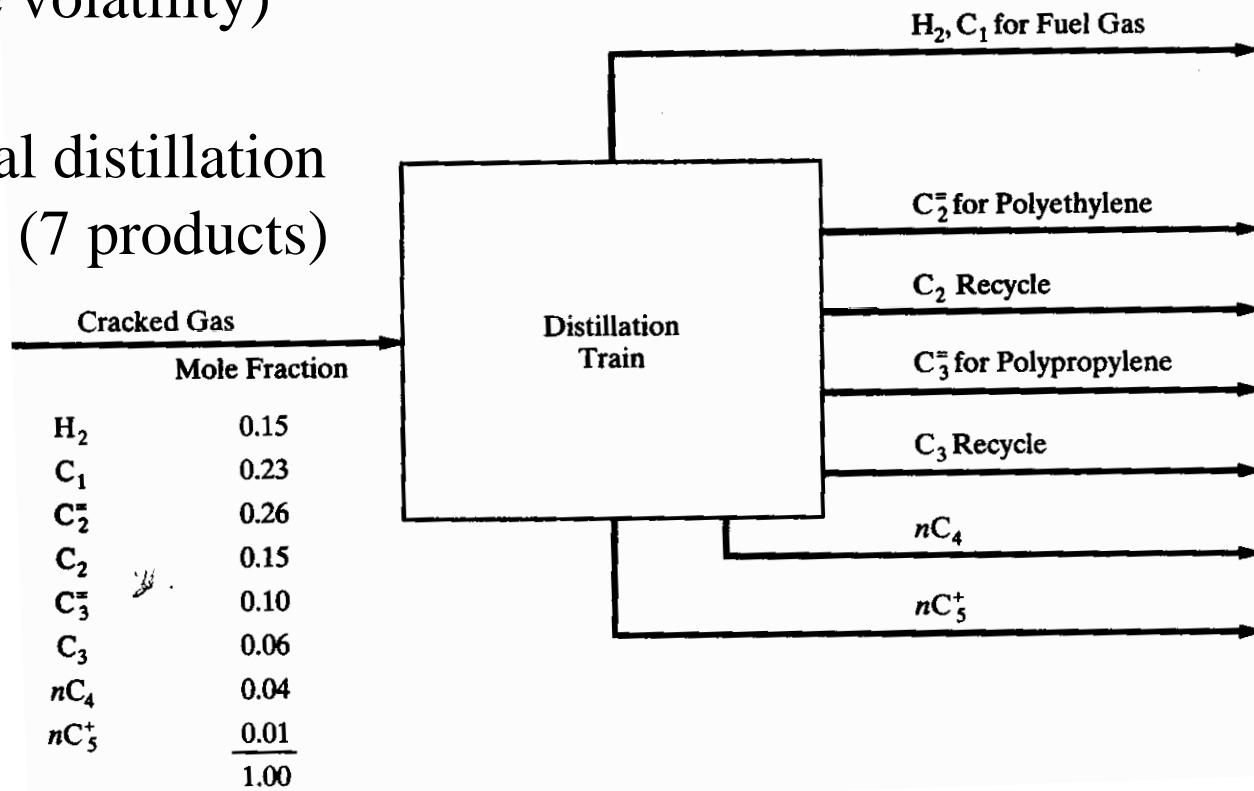 volatility)
al distillation
(7 products)
H₂, C₁ for Fuel Gas
C₂⁼ for Polyethylene
C₂ Recycle
C₃⁼ for Polypropylene
C₃ Recycle
nC₄
nC₅⁺
Distillation
Train
Cracked Gas
Mole Fraction
H₂ 0.15
C₁ 0.23
C₂⁼ 0.26
C₂ 0.15
C₃⁼ 0.10
C₃ 0.06
nC₄ 0.04
nC₅⁺ 0.01
1.00